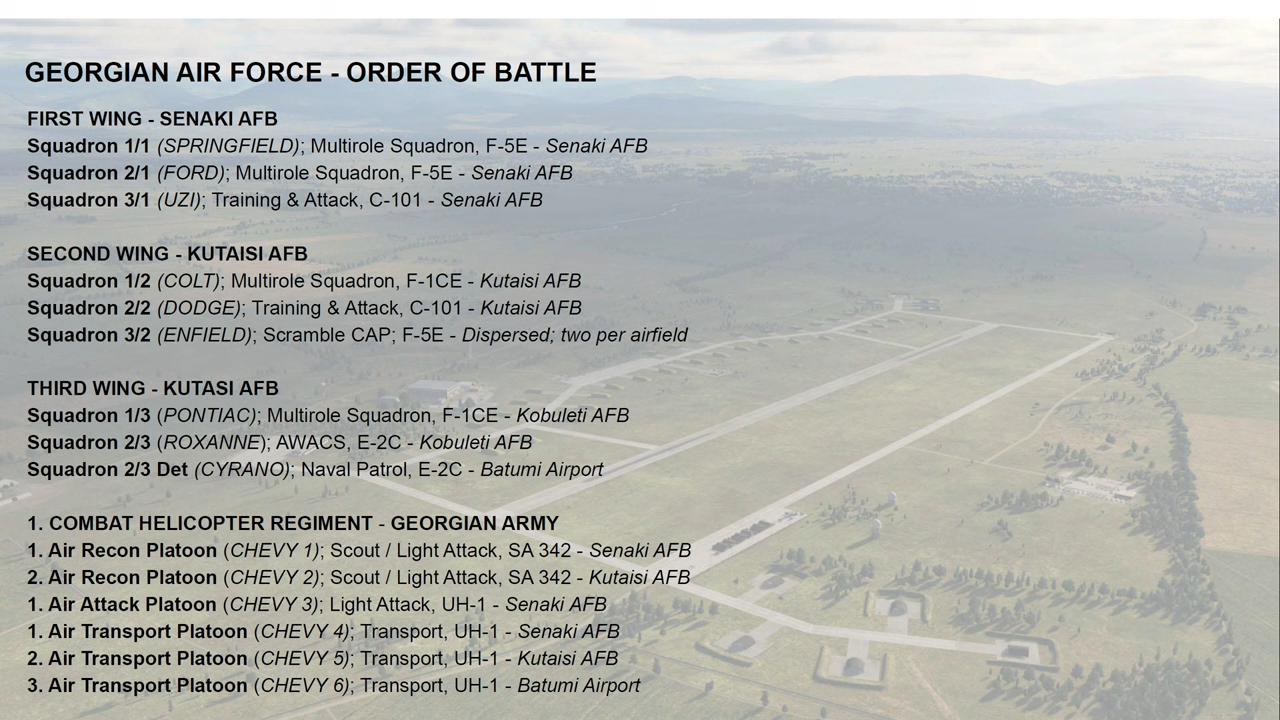 GEORGIAN AIR FORCE - ORDER OF BATTLE
FIRST WING - SENAKI AFB
Squadron 1/1 (SPRINGFIELD); Multirole Squadron, F-5E - Senaki AFB
Squadron 2/1 (FORD); Multirole Squadron, F-5E - Senaki AFB
Squadron 3/1 (UZI); Training & Attack, C-101 - Senaki AFB
SECOND WING - KUTAISI AFB
Squadron 1/2 (COLT); Multirole Squadron, F-1CE - Kutaisi AFB
Squadron 2/2 (DODGE); Training & Attack, C-101 - Kutaisi AFB
Squadron 3/2 (ENFIELD); Scramble CAP; F-5E - Dispersed; two per airfield
THIRD WING - KUTASI AFB
Squadron 1/3 (PONTIAC); Multirole Squadron, F-1CE - Kobuleti AFB
Squadron 2/3 (ROXANNE); AWACS, E-2C - Kobuleti AFB
Squadron 2/3 Det (CYRANO); Naval Patrol, E-2C - Batumi Airport
1. COMBAT HELICOPTER REGIMENT - GEORGIAN ARMY
1. Air Recon Platoon (CHEVY 1); Scout / Light Attack, SA 342 - Senaki AFB
2. Air Recon Platoon (CHEVY 2); Scout / Light Attack, SA 342 - Kutaisi AFB
1. Air Attack Platoon (CHEVY 3); Light Attack, UH-1 - Senaki AFB
1. Air Transport Platoon (CHEVY 4); Transport, UH-1 - Senaki AFB
2. Air Transport Platoon (CHEVY 5); Transport, UH-1 - Kutaisi AFB
3. Air Transport Platoon (CHEVY 6); Transport, UH-1 - Batumi Airport